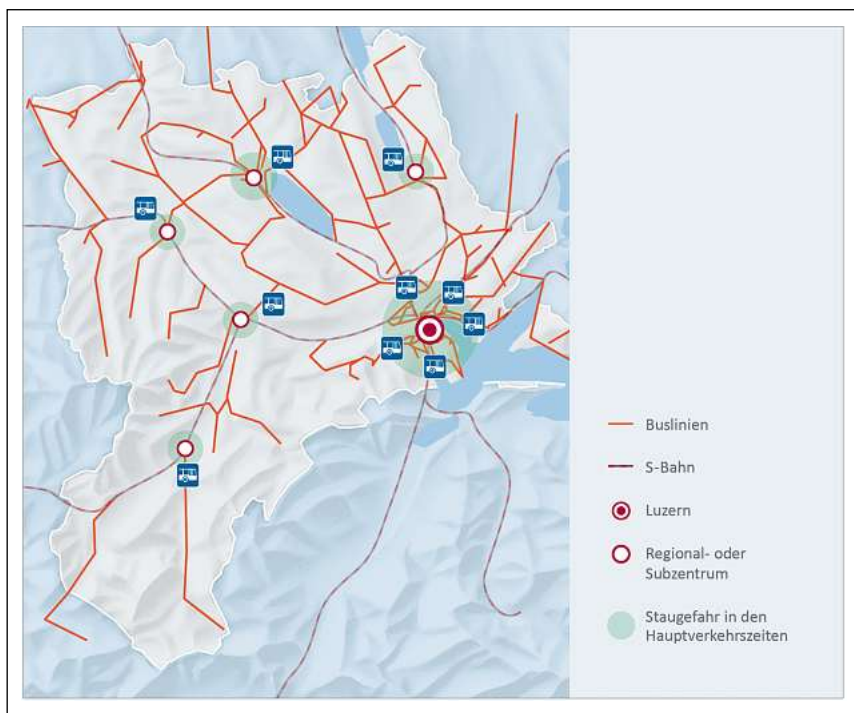 Buslinien
S-Bahn
Luzern
Regional- oder
Subzentrum
Staugefahr in den
Hauptverkehrszeiten